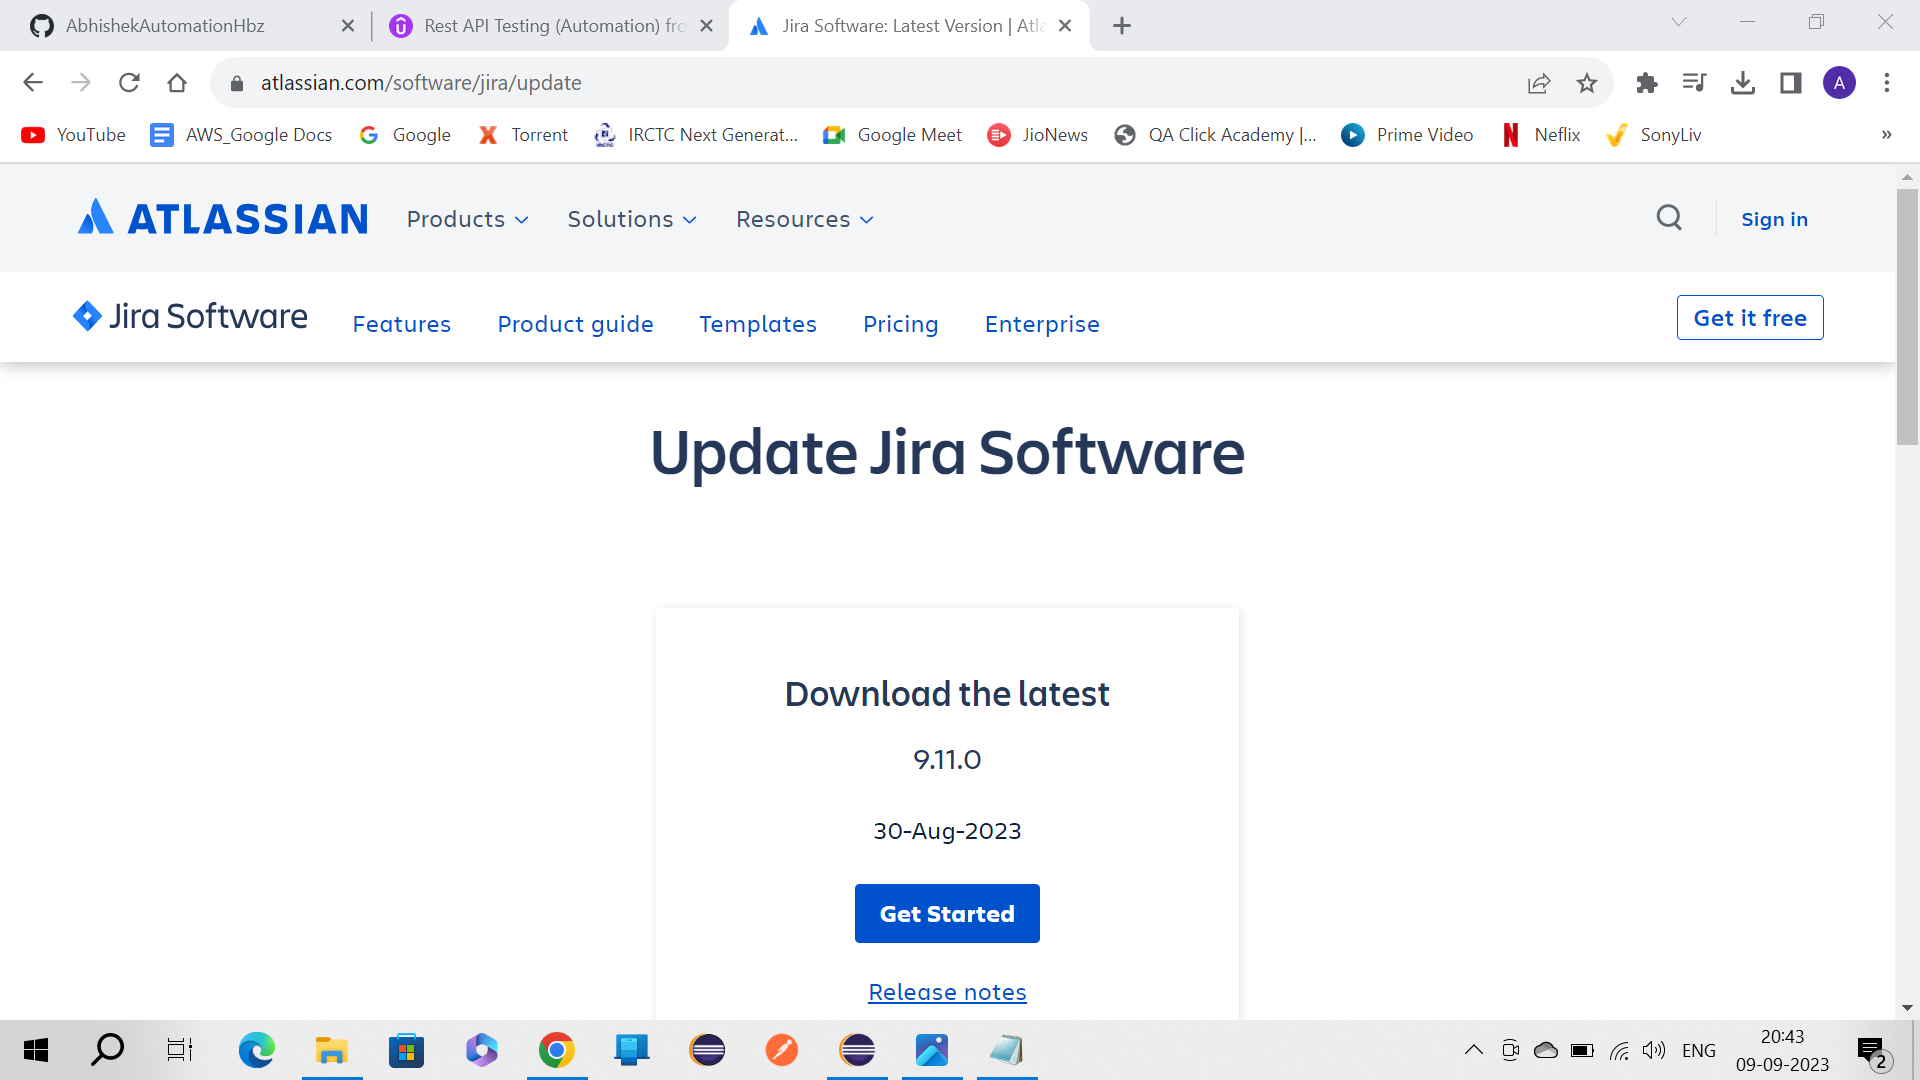 AbhishekAutomationHbz
Rest API Testing (Automation) fro
Jira Software: Latest Version | Atla
atlassian.com/software/jira/update
A
YouTube
AWS_Google Docs
Google
Torrent
IRCTC Next Generat...
Google Meet
JioNews
QA Click Academy |...
Prime Video
Neflix
SonyLiv
»
ATLASSIAN
Products
Solutions
Resources
Sign in
Jira Software
Features
Product guide
Templates
Pricing
Enterprise
Get it free
Update Jira Software
Download the latest
9.11.0
30-Aug-2023
Get Started
Release notes
ENG
20:43
09-09-2023
2